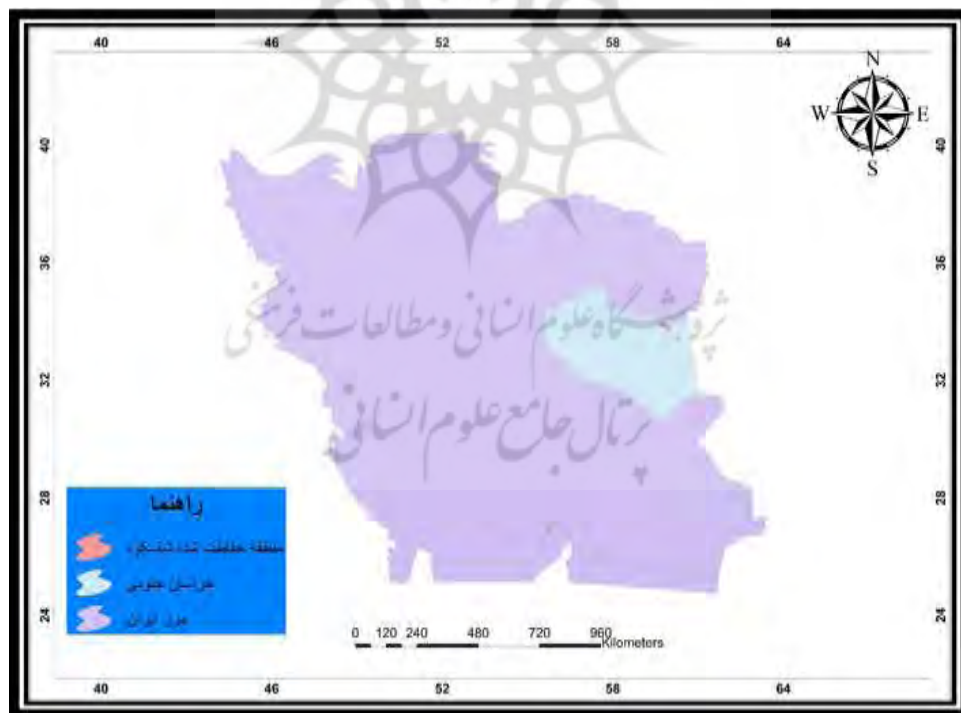 40 46 52 58 64
N
W E
S
40 40
36 36
پژوهشگاه علوم انسانی و مطالعات فرهنگی
32 32
پرتال جامع علوم انسانی
28 28
راهنما
منطقه حفاظت شده
خراسان جنوبی
مرز ایران
24 24
0 120 240 480 720 960
Kilometers
40 46 52 58 64